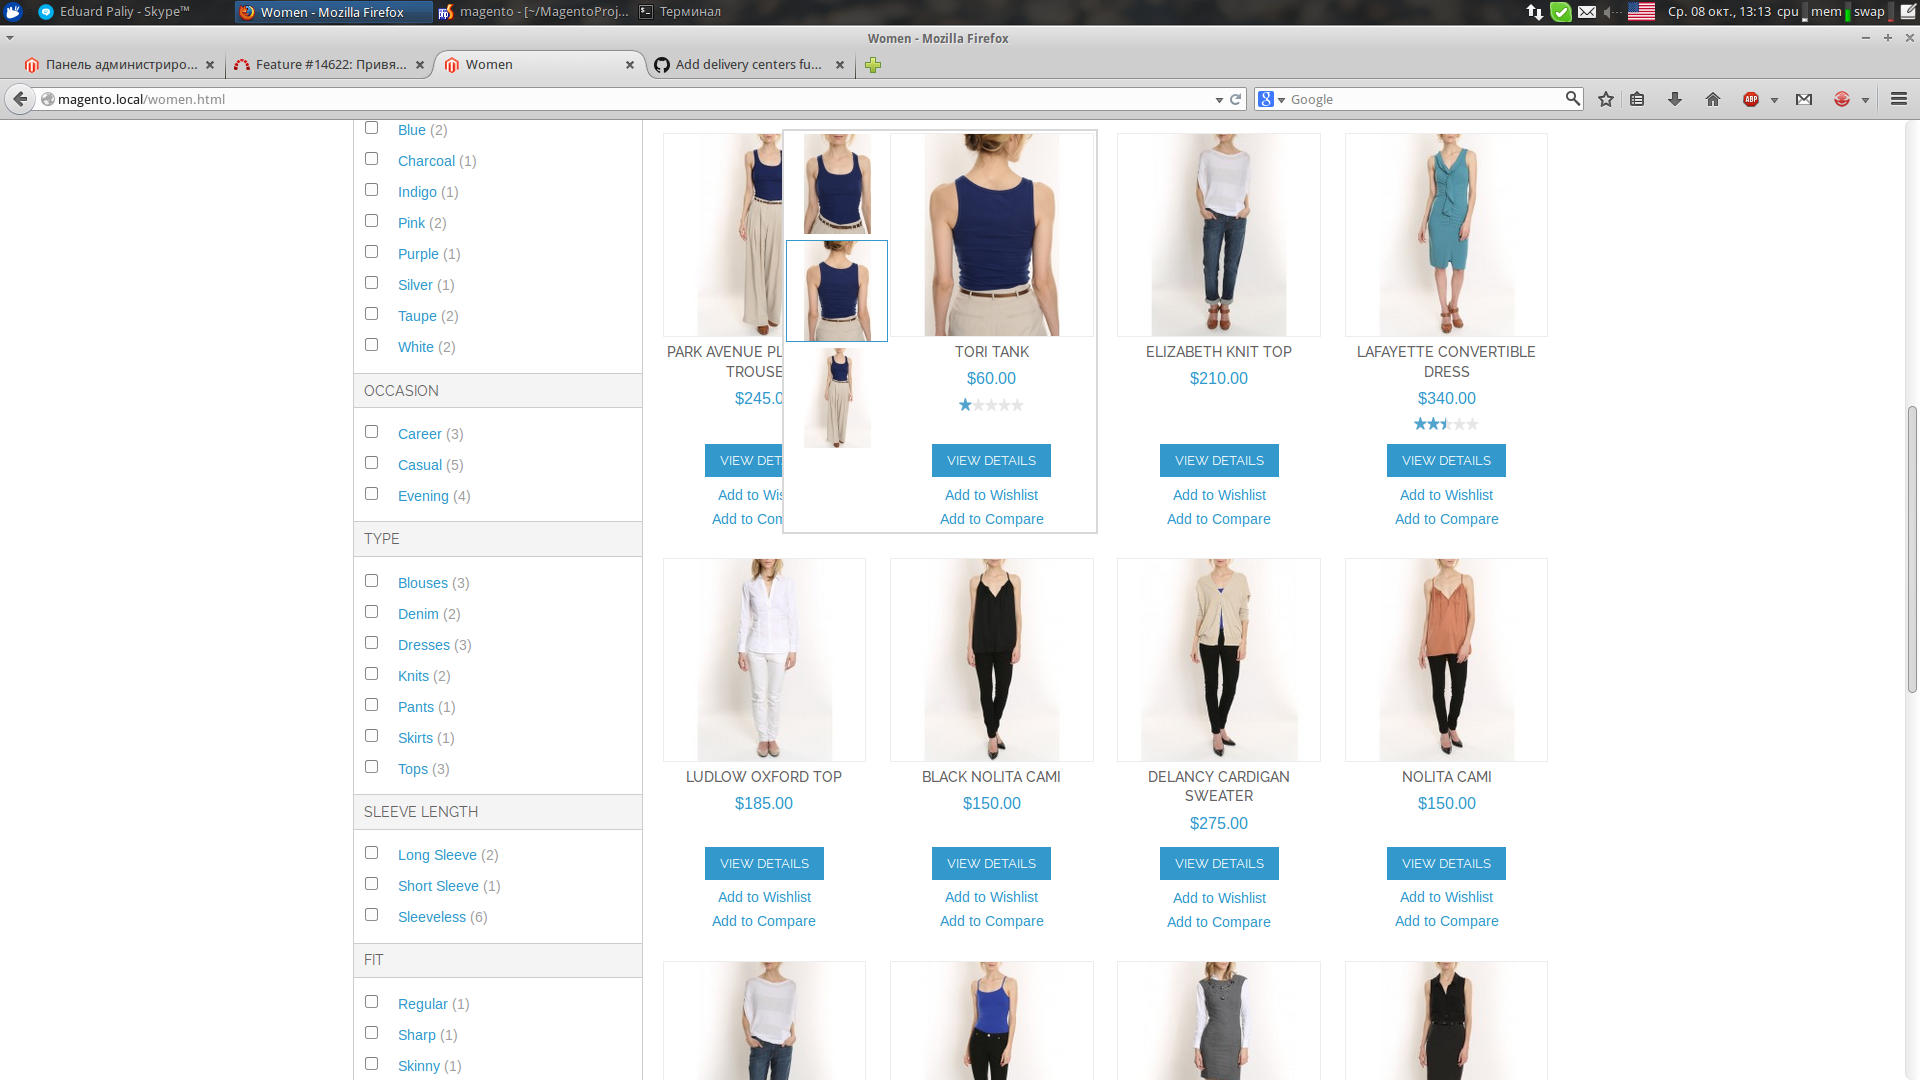 Eduard Paliy - Skype™
Women - Mozilla Firefox
magento - [~/MagentoProj...
Терминал
Ср. 08 окт., 13:13 cpu mem swap
Women - Mozilla Firefox
Панель администриро...
Feature #14622: Привя...
Women
Add delivery centers fu...
magento.local/women.html
8
Google
ABP
Blue (2)
Charcoal (1)
Indigo (1)
Pink (2)
Purple (1)
Silver (1)
Taupe (2)
White (2)
OCCASION
Career (3)
Casual (5)
Evening (4)
TYPE
Blouses (3)
Denim (2)
Dresses (3)
Knits (2)
Pants (1)
Skirts (1)
Tops (3)
SLEEVE LENGTH
Long Sleeve (2)
Short Sleeve (1)
Sleeveless (6)
FIT
Regular (1)
Sharp (1)
Skinny (1)
PARK AVENUE PL
TROUSE
$245.0
VIEW DET
Add to Wis
Add to Com
TORI TANK
$60.00
VIEW DETAILS
Add to Wishlist
Add to Compare
ELIZABETH KNIT TOP
$210.00
VIEW DETAILS
Add to Wishlist
Add to Compare
LAFAYETTE CONVERTIBLE
DRESS
$340.00
VIEW DETAILS
Add to Wishlist
Add to Compare
LUDLOW OXFORD TOP
$185.00
VIEW DETAILS
Add to Wishlist
Add to Compare
BLACK NOLITA CAMI
$150.00
VIEW DETAILS
Add to Wishlist
Add to Compare
DELANCY CARDIGAN
SWEATER
$275.00
VIEW DETAILS
Add to Wishlist
Add to Compare
NOLITA CAMI
$150.00
VIEW DETAILS
Add to Wishlist
Add to Compare